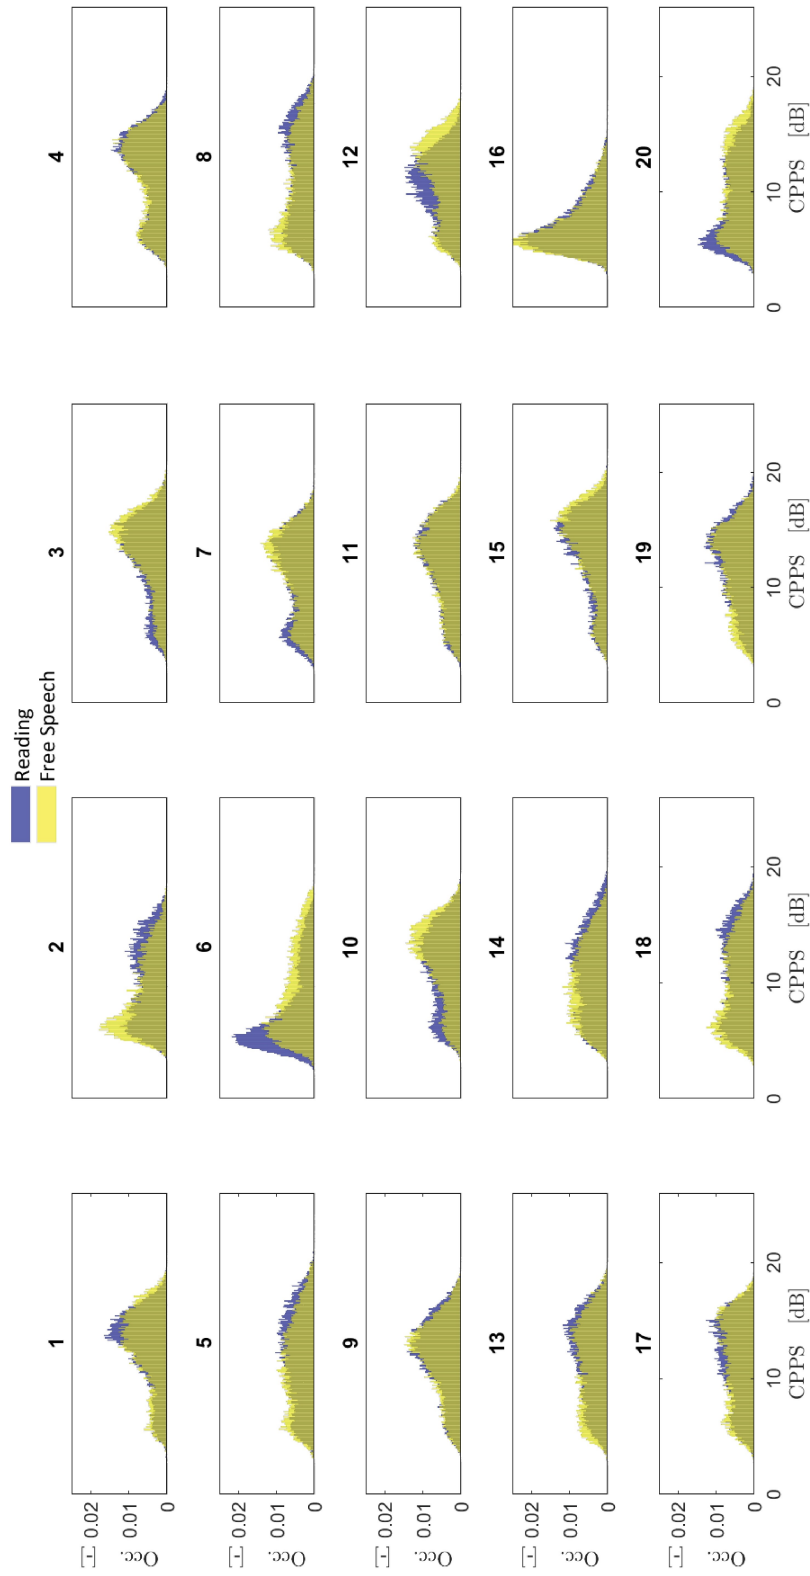 Reading
Free Speech
1 2 3 4
0.02
0.01
0
Occ. [-]
5 6 7 8
0.02
0.01
0
Occ. [-]
9 10 11 12
0.02
0.01
0
Occ. [-]
13 14 15 16
0.02
0.01
0
Occ. [-]
17 18 19 20
0.02
0.01
0
Occ. [-]
0 10 20 0 10 20 0 10 20 0 10 20
CPPS [dB] CPPS [dB] CPPS [dB] CPPS [dB]